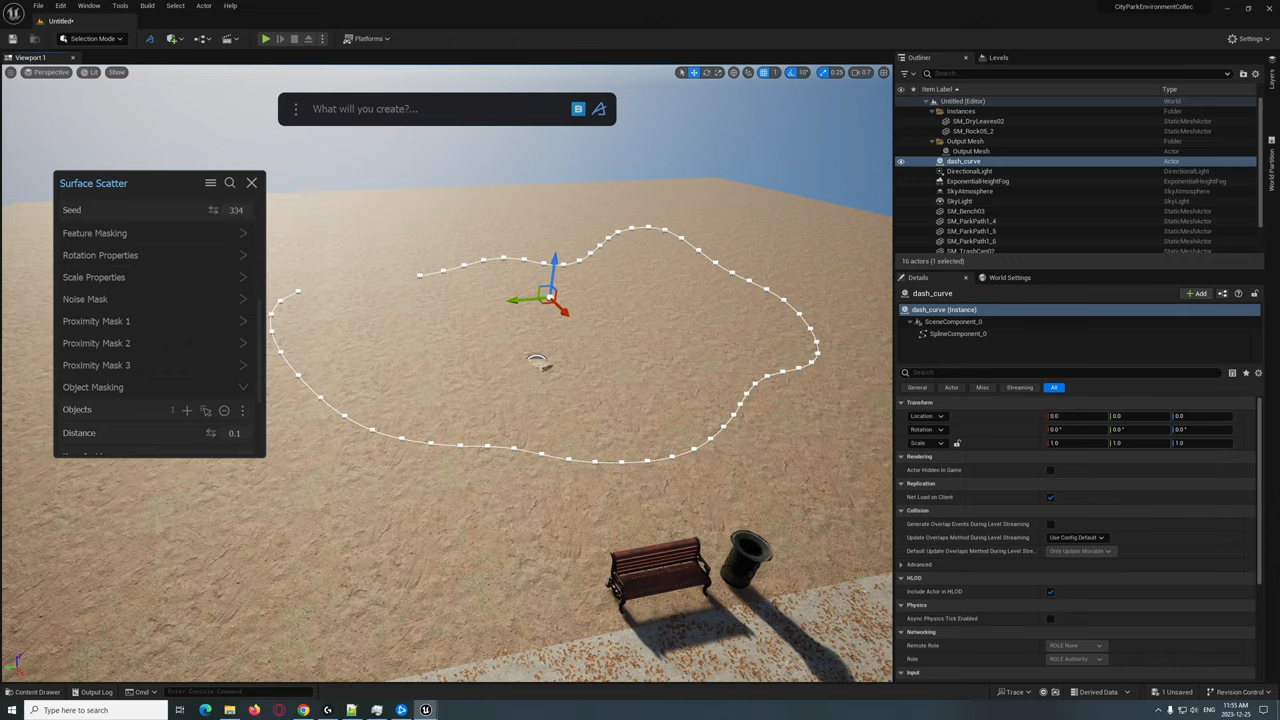 File Edit Window Tools Build Select Actor Help
CityParkEnvironmentCollec
Untitled*
Selection Mode
Platforms
Settings
Viewport 1
Perspective Lit Show
1 10° 0.25 0.7
What will you create?...
Surface Scatter
Seed 334
Feature Masking
Rotation Properties
Scale Properties
Noise Mask
Proximity Mask 1
Proximity Mask 2
Proximity Mask 3
Object Masking
Objects 1
Distance 0.1
Outliner Levels
Search...
Item Label Type
Untitled (Editor) World
Instances Folder
SM_DryLeaves02 StaticMeshActor
SM_Rock05_2 StaticMeshActor
Output Mesh Folder
Output Mesh Actor
dash_curve Actor
DirectionalLight DirectionalLight
ExponentialHeightFog ExponentialHeightFog
SkyAtmosphere SkyAtmosphere
SkyLight SkyLight
SM_Bench03 StaticMeshActor
SM_ParkPath1_4 StaticMeshActor
SM_ParkPath1_5 StaticMeshActor
SM_ParkPath1_6 StaticMeshActor
SM_TrashCan02 StaticMeshActor
16 actors (1 selected)
Details World Settings
dash_curve
Add
dash_curve (Instance)
SceneComponent_0
SplineComponent_0
Search
General Actor Misc Streaming All
Transform
Location 0.0 0.0 0.0
Rotation 0.0° 0.0° 0.0°
Scale 1.0 1.0 1.0
Rendering
Actor Hidden In Game
Replication
Net Load on Client
Collision
Generate Overlap Events During Level Streaming
Update Overlaps Method During Level Streaming Use Config Default
Default Update Overlaps Method During Level Stre... Only Update Movable
Advanced
HLOD
Include Actor in HLOD
Physics
Async Physics Tick Enabled
Networking
Remote Role ROLE None
Role ROLE Authority
Input
Layers
World Partition
Content Drawer Output Log Cmd Enter Console Command
Trace Derived Data 1 Unsaved Revision Control
Type here to search
ENG
11:55 AM
2023-12-25